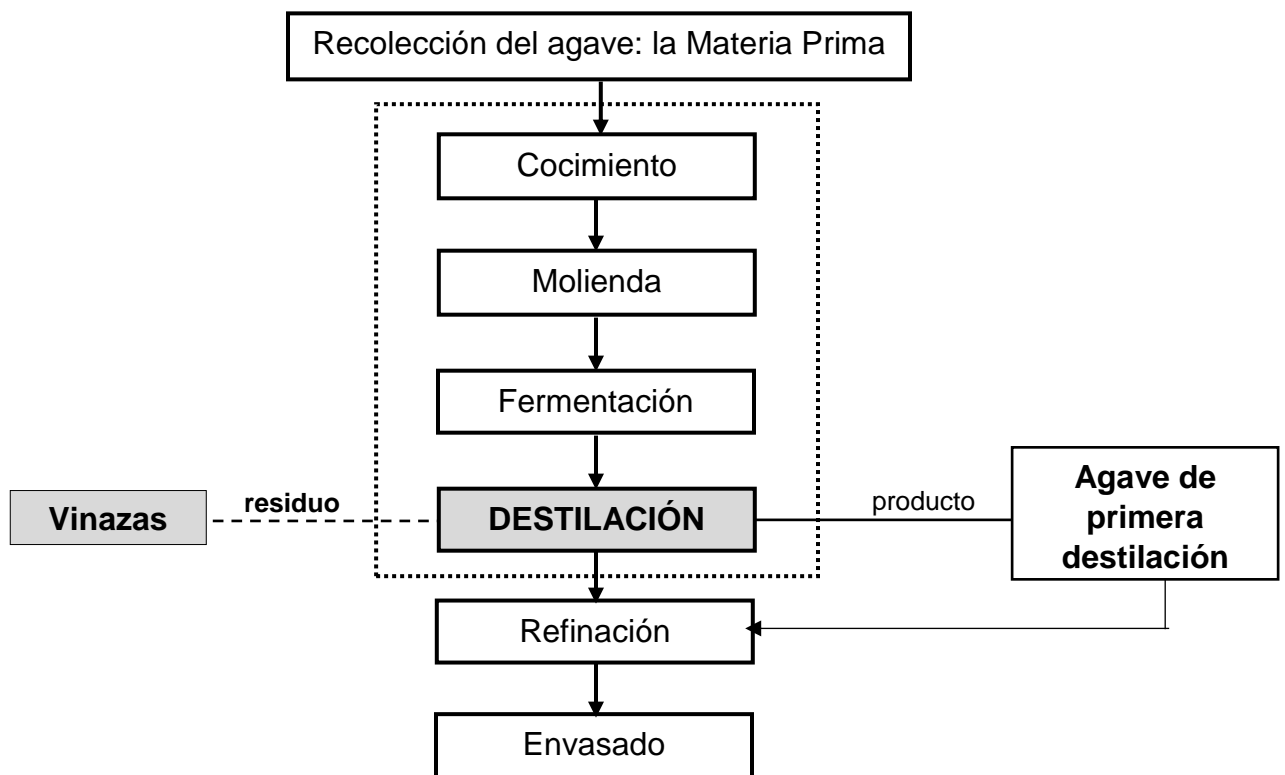 Recolección del agave: la Materia Prima
Cocimiento
Molienda
Fermentación
Vinazas
residuo
DESTILACIÓN
producto
Agave de
primera
destilación
Refinación
Envasado